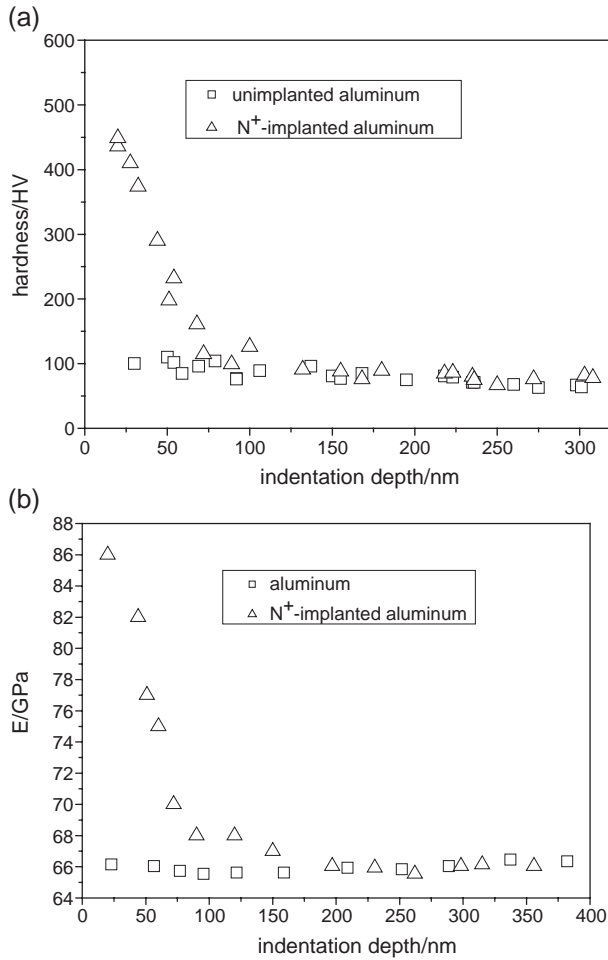 (a)
600
500
400
300
200
100
0
hardness/HV
unimplanted aluminum
N+-implanted aluminum
0 50 100 150 200 250 300
indentation depth/nm
(b)
88
86
84
82
80
78
76
74
72
70
68
66
64
E/GPa
aluminum
N+-implanted aluminum
0 50 100 150 200 250 300 350 400
indentation depth/nm